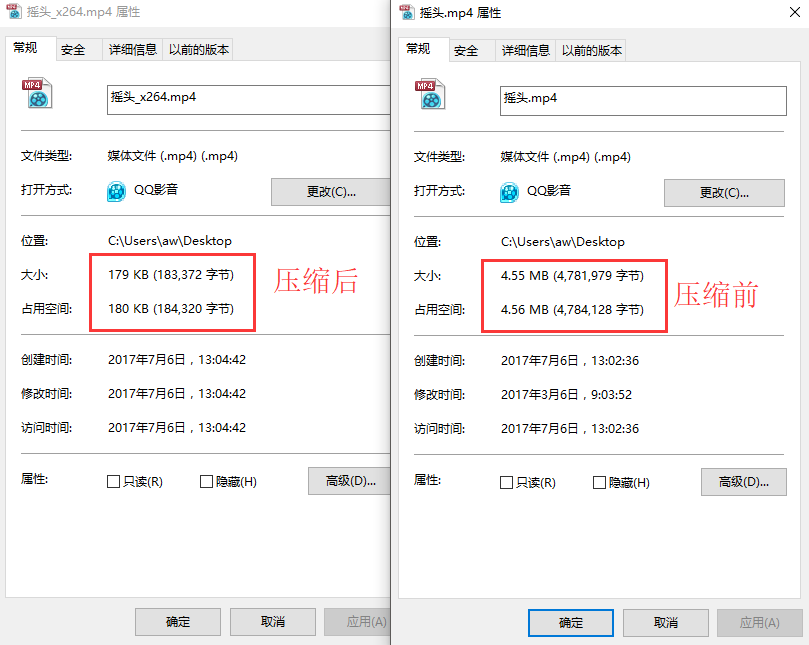 摇头_x264.mp4 属性
常规 安全 详细信息 以前的版本
MP4
摇头_x264.mp4
文件类型: 媒体文件 (.mp4) (.mp4)
打开方式: QQ影音 更改(C)...
位置: C:\Users\aw\Desktop
大小: 179 KB (183,372 字节)
压缩后
占用空间: 180 KB (184,320 字节)
创建时间: 2017年7月6日，13:04:42
修改时间: 2017年7月6日，13:04:42
访问时间: 2017年7月6日，13:04:42
属性: 只读(R) 隐藏(H) 高级(D)...
确定 取消 应用(A)
摇头.mp4 属性
常规 安全 详细信息 以前的版本
MP4
摇头.mp4
文件类型: 媒体文件 (.mp4) (.mp4)
打开方式: QQ影音 更改(C)...
位置: C:\Users\aw\Desktop
大小: 4.55 MB (4,781,979 字节)
压缩前
占用空间: 4.56 MB (4,784,128 字节)
创建时间: 2017年7月6日，13:02:36
修改时间: 2017年3月6日，9:03:52
访问时间: 2017年7月6日，13:02:36
属性: 只读(R) 隐藏(H) 高级(D)...
确定 取消 应用(A)